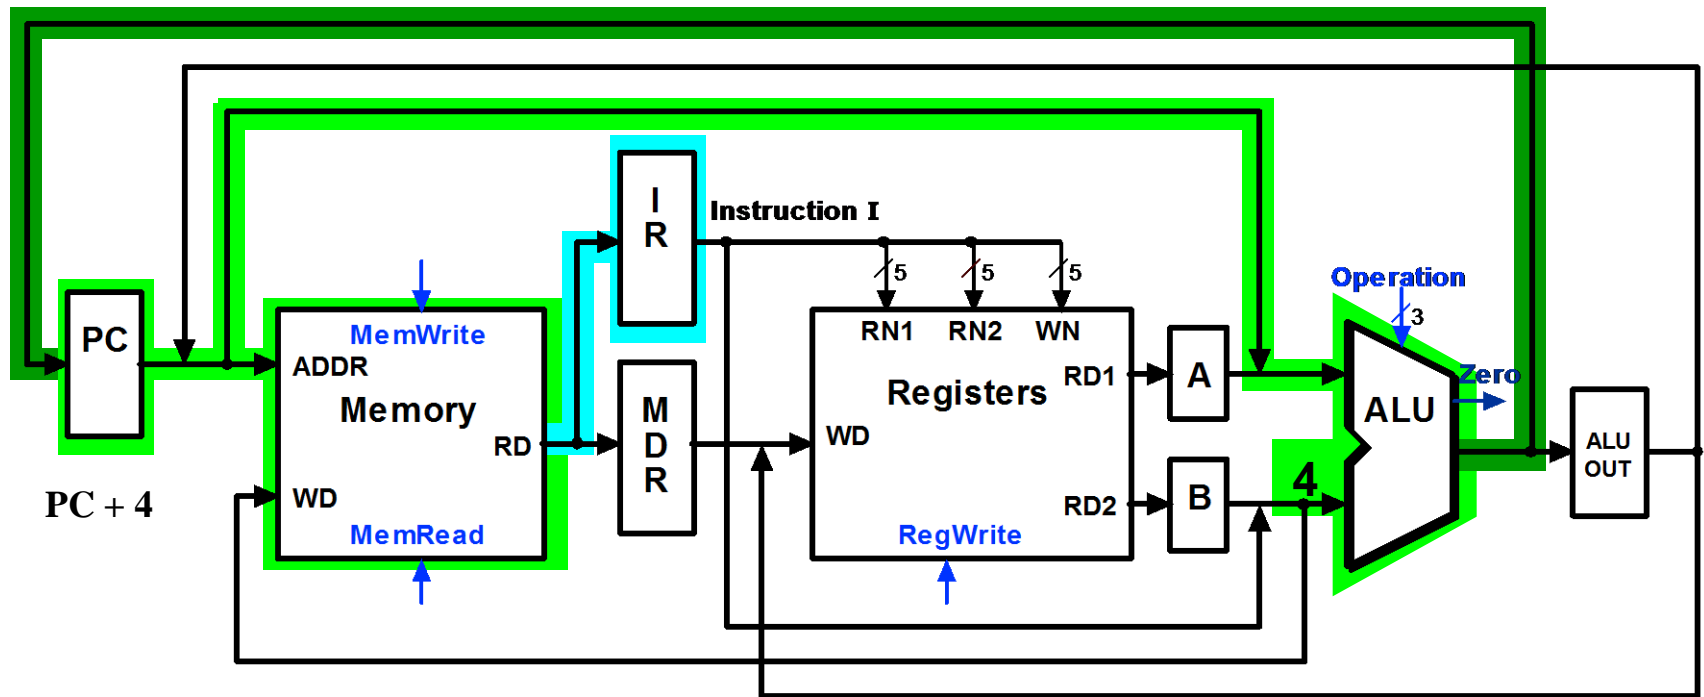 I
R
Instruction I
5
5
5
Operation
3
PC
MemWrite
ADDR
Memory
RD
WD
MemRead
PC + 4
M
D
R
RN1 RN2 WN
RD1
Registers
WD
RD2
RegWrite
A
B
4
Zero
ALU
ALU
OUT